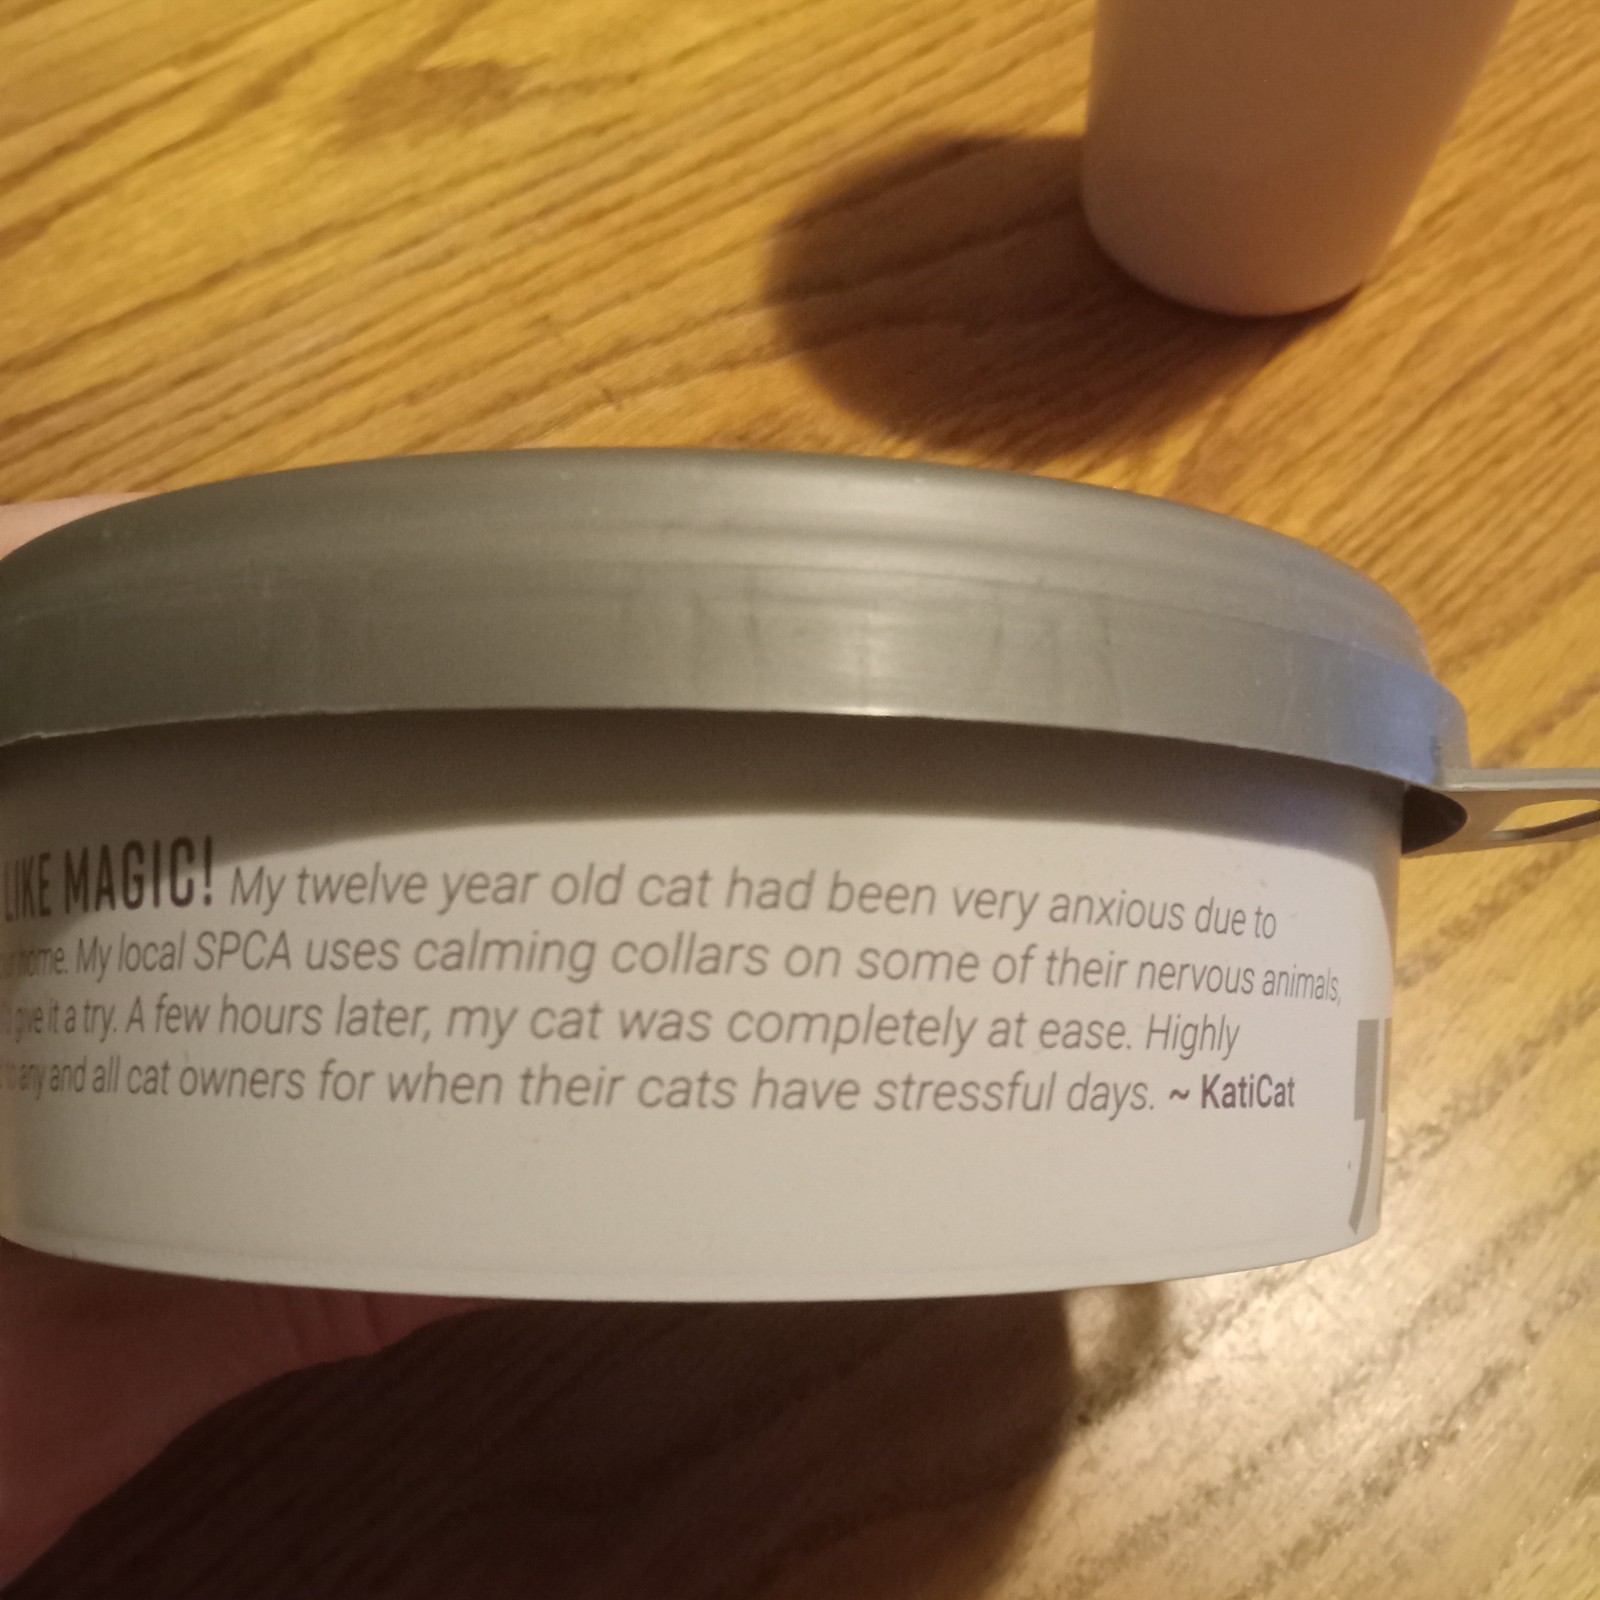 LIKE MAGIC! My twelve year old cat had been very anxious due to
home. My local SPCA uses calming collars on some of their nervous animals,
give it a try. A few hours later, my cat was completely at ease. Highly
to any and all cat owners for when their cats have stressful days. ~ KatiCat